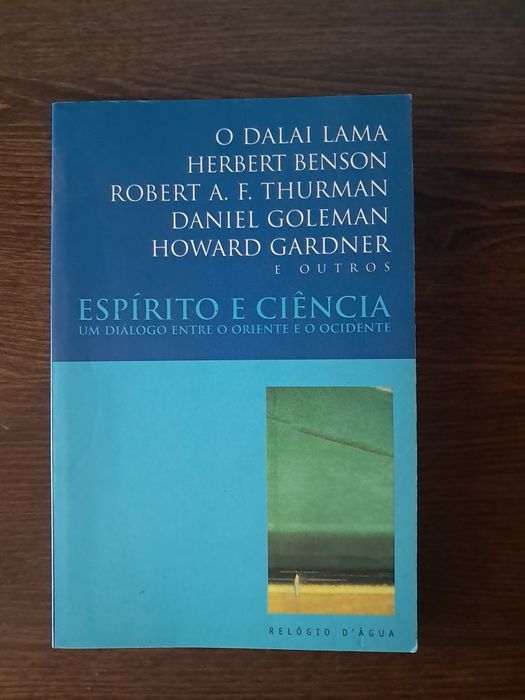 O DALAI LAMA
HERBERT BENSON
ROBERT A. F. THURMAN
DANIEL GOLEMAN
HOWARD GARDNER
E OUTROS
ESPÍRITO E CIÊNCIA
UM DIÁLOGO ENTRE O ORIENTE E O OCIDENTE
RELÓGIO D'ÁGUA